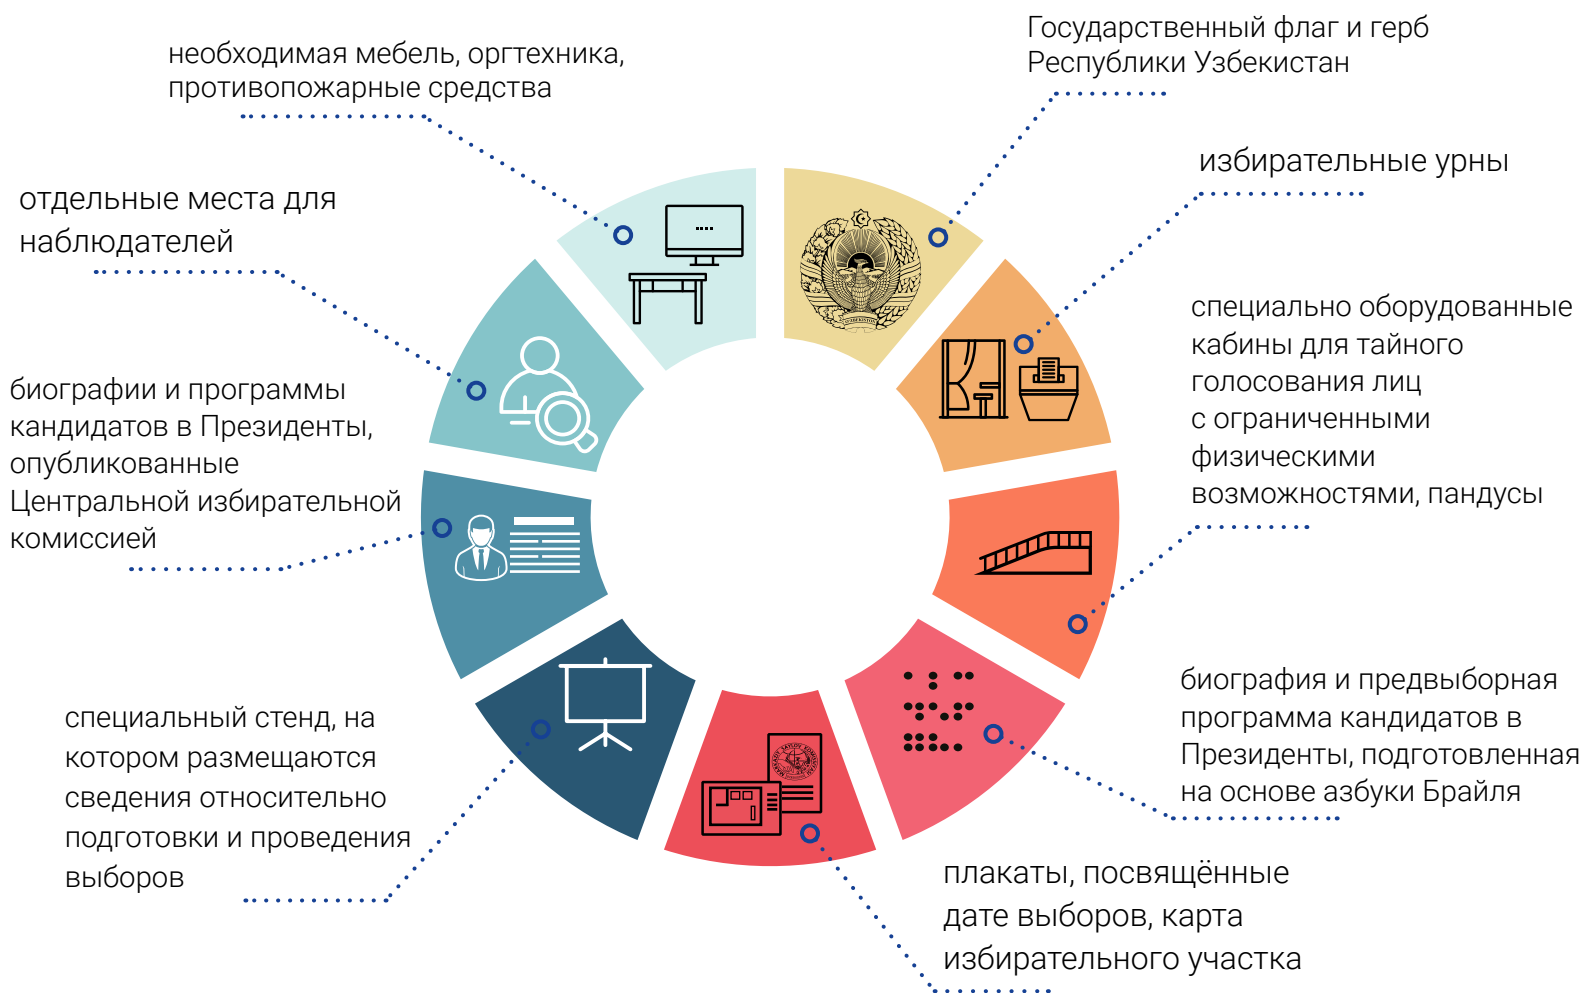 необходимая мебель, оргтехника,
противопожарные средства
Государственный флаг и герб
Республики Узбекистан
избирательные урны
отдельные места для
наблюдателей
специально оборудованные
кабины для тайного
голосования лиц
с ограниченными
физическими
возможностями, пандусы
биографии и программы
кандидатов в Президенты,
опубликованные
Центральной избирательной
комиссией
биография и предвыборная
программа кандидатов в
Президенты, подготовленная
на основе азбуки Брайля
специальный стенд, на
котором размещаются
сведения относительно
подготовки и проведения
выборов
плакаты, посвящённые
дате выборов, карта
избирательного участка